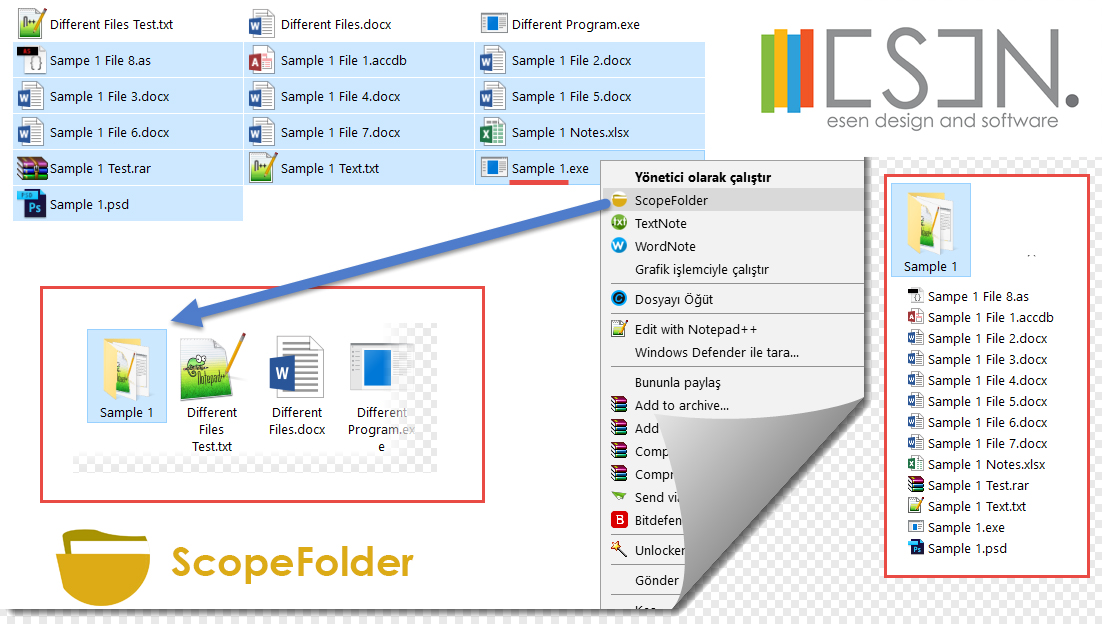 Different Files Test.txt
Different Files.docx
Different Program.exe
Sampe 1 File 8.as
Sample 1 File 1.accdb
Sample 1 File 2.docx
Sample 1 File 3.docx
Sample 1 File 4.docx
Sample 1 File 5.docx
Sample 1 File 6.docx
Sample 1 File 7.docx
Sample 1 Notes.xlsx
Sample 1 Test.rar
Sample 1 Text.txt
Sample 1.exe
Sample 1.psd
ESEN.
esen design and software
Yönetici olarak çalıştır
ScopeFolder
TextNote
WordNote
Grafik işlemciyle çalıştır
Dosyayı Öğüt
Edit with Notepad++
Windows Defender ile tara...
Bununla paylaş
Add to archive...
Add
Comp
Compr
Send via
Bitdefen
Unlocker
Gönder
Sample 1
Different
Files
Test.txt
Different
Files.docx
Different
Program.ex
e
ScopeFolder
Sample 1
Sampe 1 File 8.as
Sample 1 File 1.accdb
Sample 1 File 2.docx
Sample 1 File 3.docx
Sample 1 File 4.docx
Sample 1 File 5.docx
Sample 1 File 6.docx
Sample 1 File 7.docx
Sample 1 Notes.xlsx
Sample 1 Test.rar
Sample 1 Text.txt
Sample 1.exe
Sample 1.psd